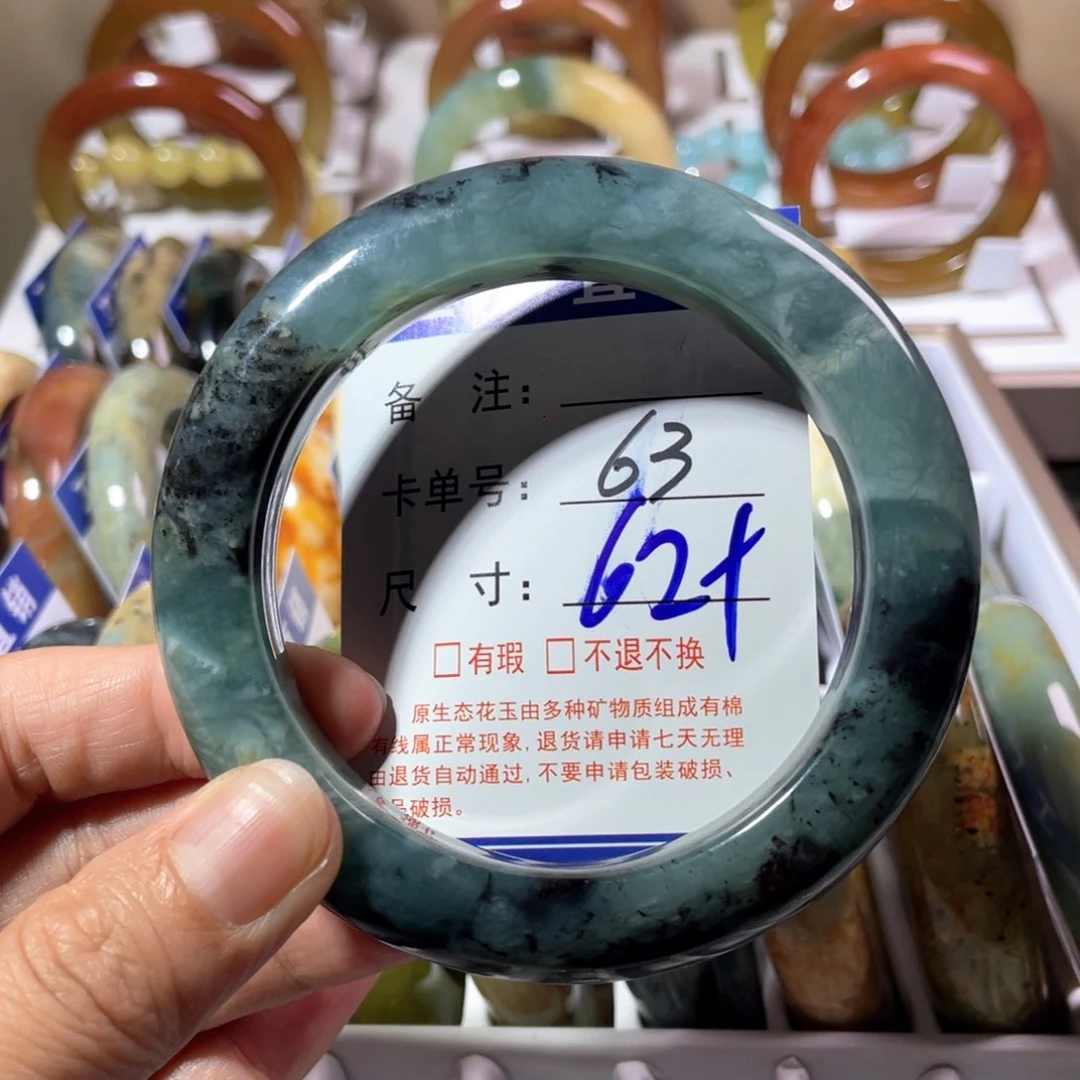 备 注：
卡单号： 63
尺 寸： 62+
□有瑕 □不退不换
原生态花玉由多种矿物质组成有棉
有线属正常现象，退货请申请七天无理
由退货自动通过，不要申请包装破损、
品破损。